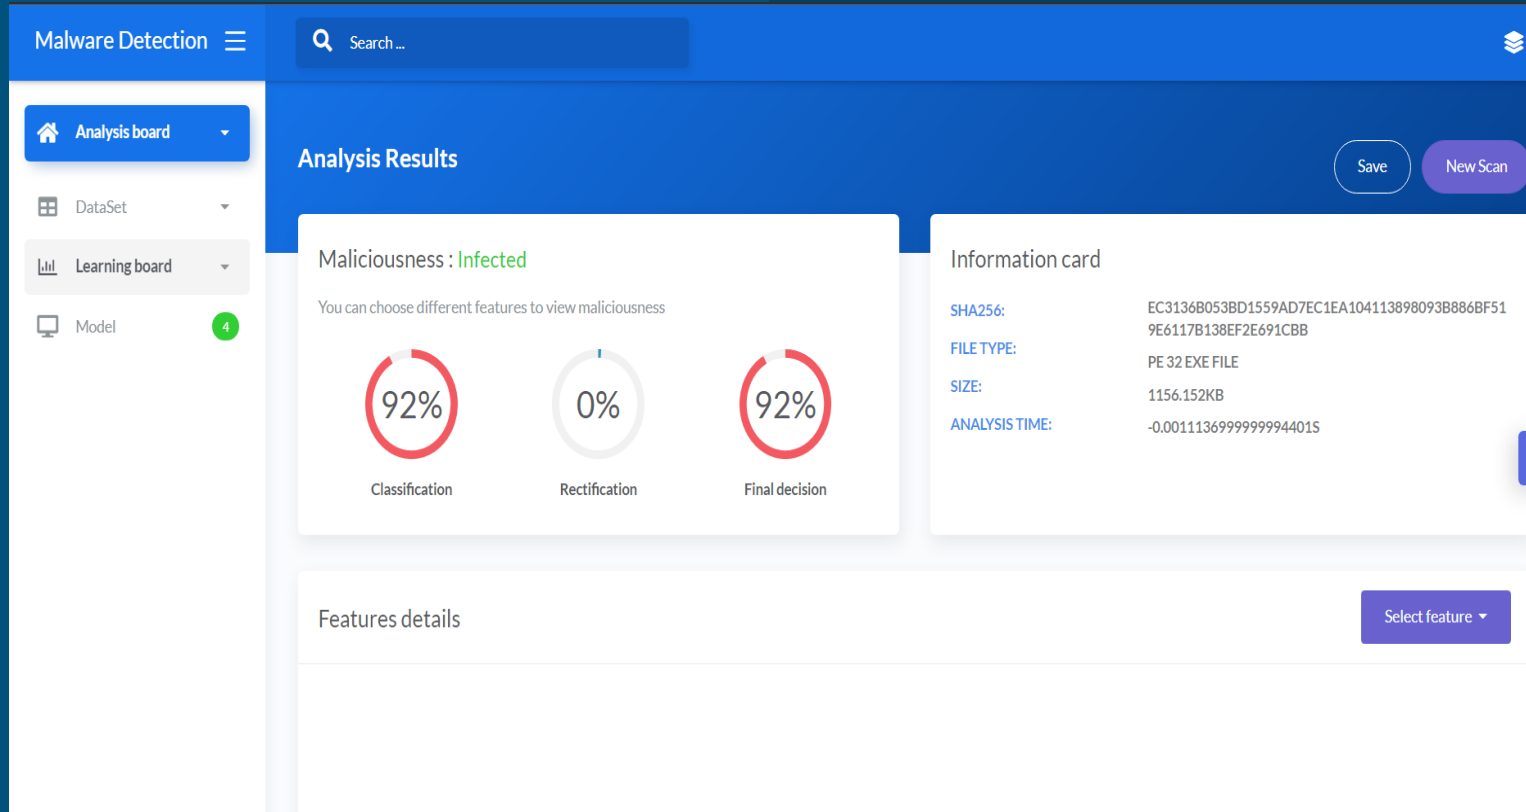 Malware Detection
Search ...
Analysis board
DataSet
Learning board
Model
4
Analysis Results
Save
New Scan
Maliciousness : Infected
You can choose different features to view maliciousness
92%
0%
92%
Classification
Rectification
Final decision
Information card
SHA256:
EC3136B053BD1559AD7EC1EA104113898093B886BF51
9E6117B138EF2E691CBB
FILE TYPE:
PE 32 EXE FILE
SIZE:
1156.152KB
ANALYSIS TIME:
-0.0011136999999994401S
Features details
Select feature